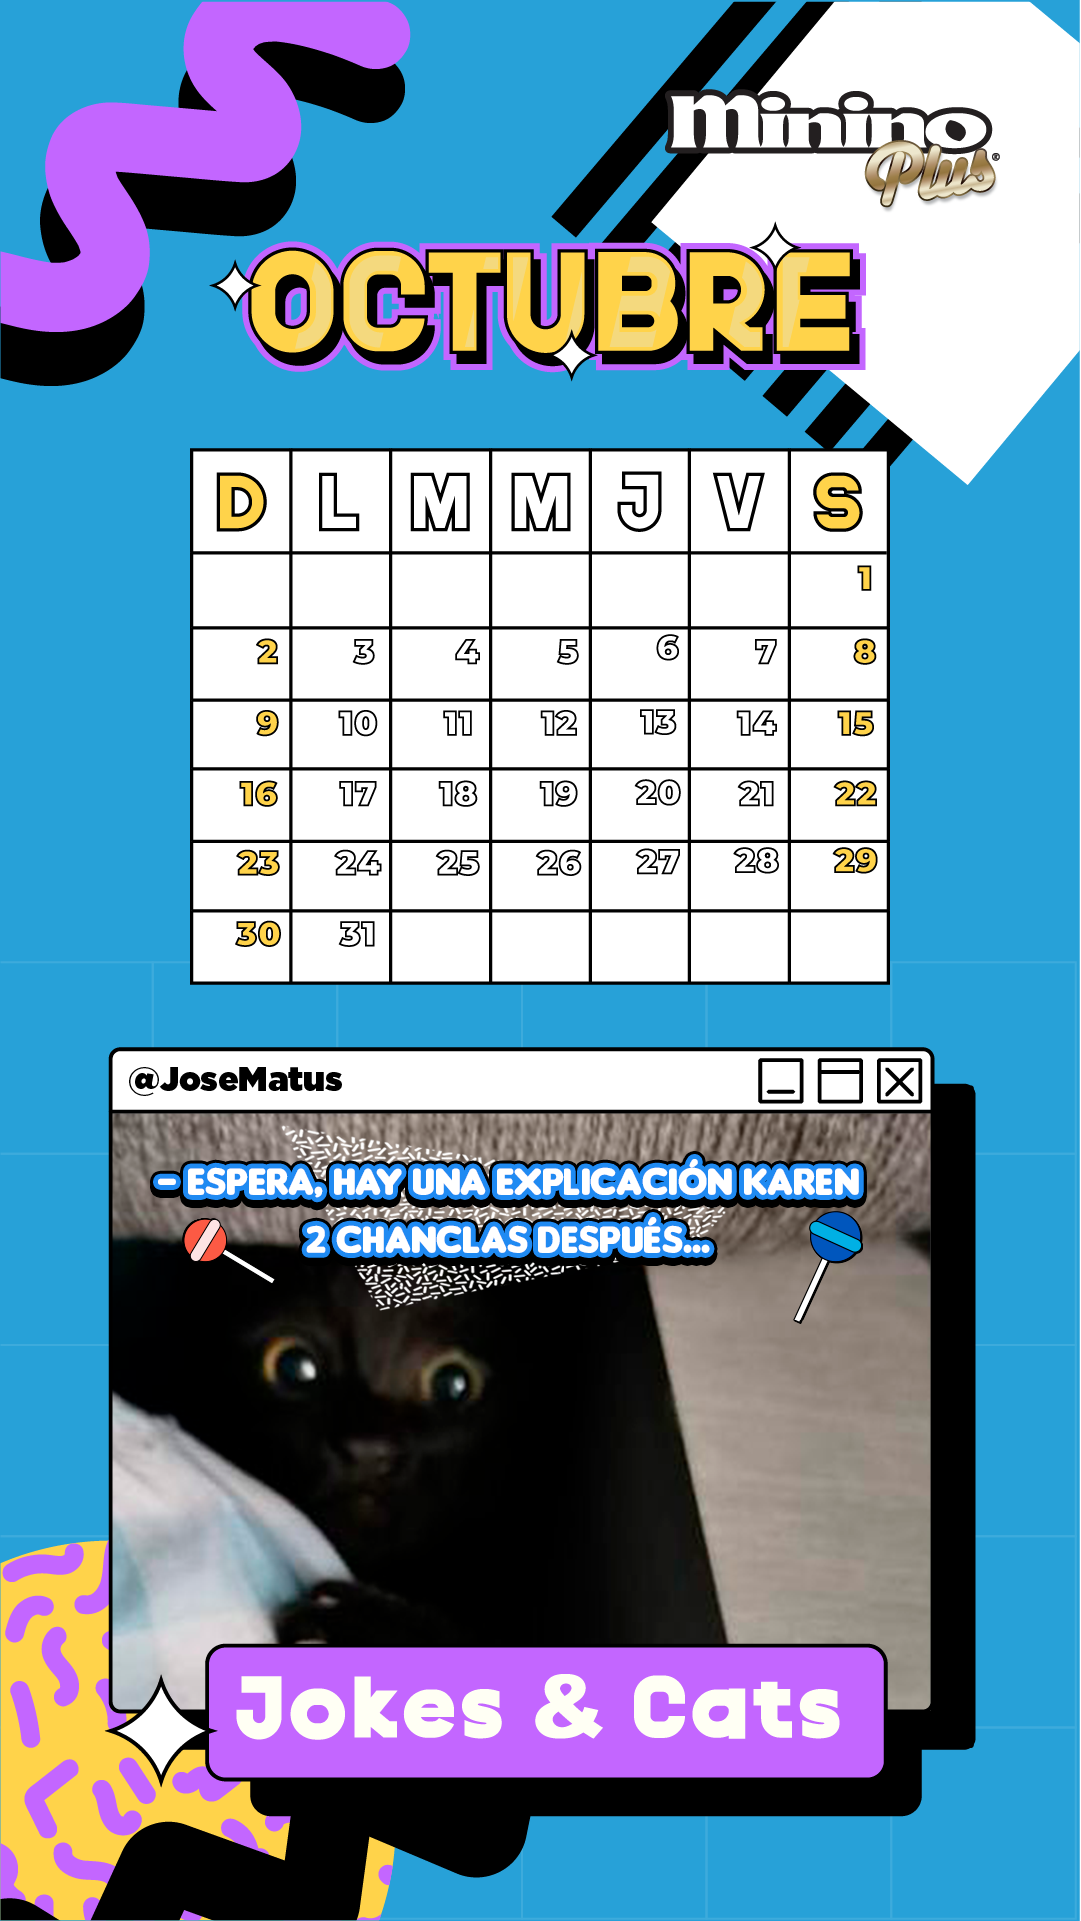 Minino
Plus®
OCTUBRE
D L M M J V S
1
2 3 4 5 6 7 8
9 10 11 12 13 14 15
16 17 18 19 20 21 22
23 24 25 26 27 28 29
30 31
@JoseMatus
- ESPERA, HAY UNA EXPLICACIÓN KAREN
2 CHANCLAS DESPUÉS...
Jokes & Cats